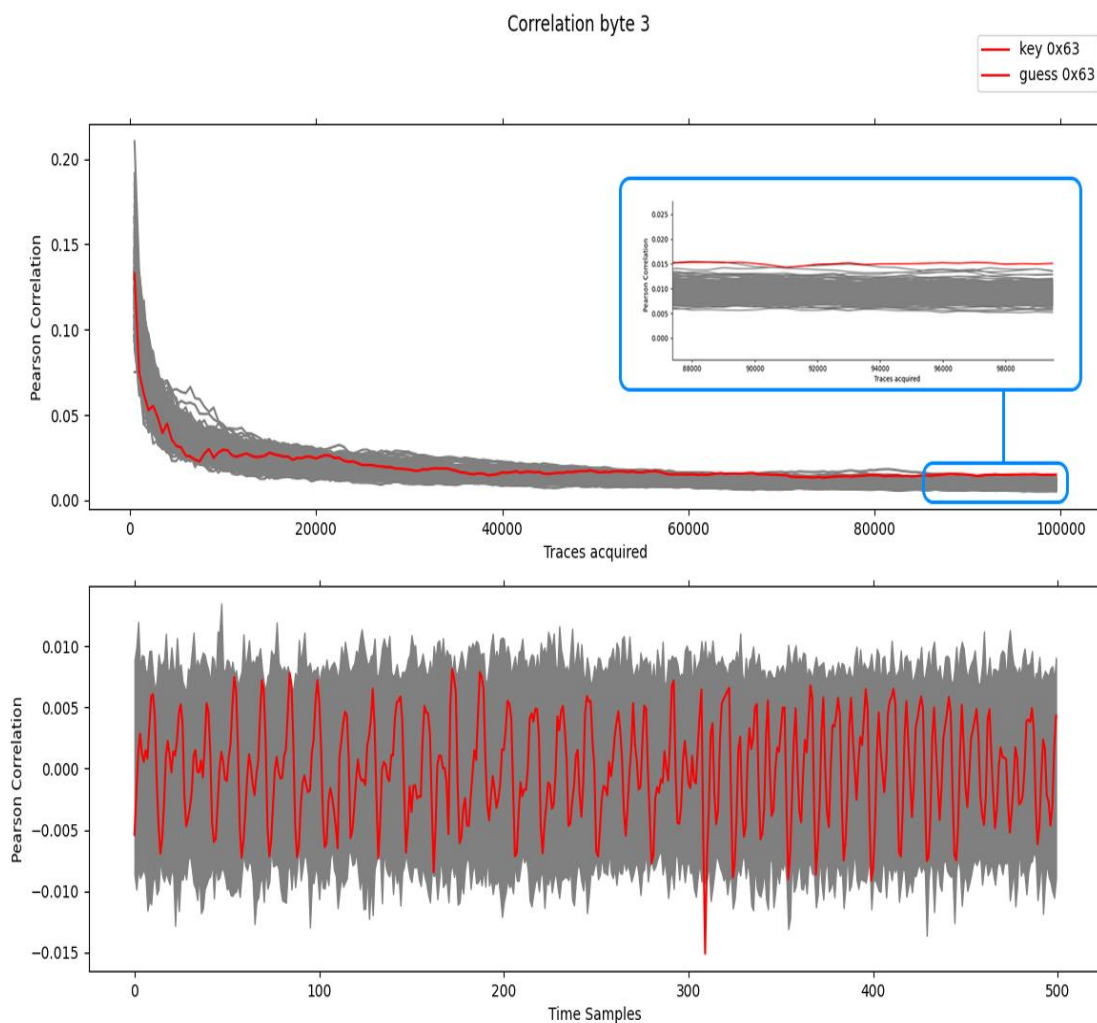 Correlation byte 3
key 0x63
guess 0x63
0.20
0.15
0.10
0.05
0.00
Pearson Correlation
0 20000 40000 60000 80000 100000
Traces acquired
0.025
0.020
0.015
0.010
0.005
0.000
Pearson Correlation
88000 90000 92000 94000 96000 98000
Traces acquired
0.010
0.005
0.000
−0.005
−0.010
−0.015
Pearson Correlation
0 100 200 300 400 500
Time Samples